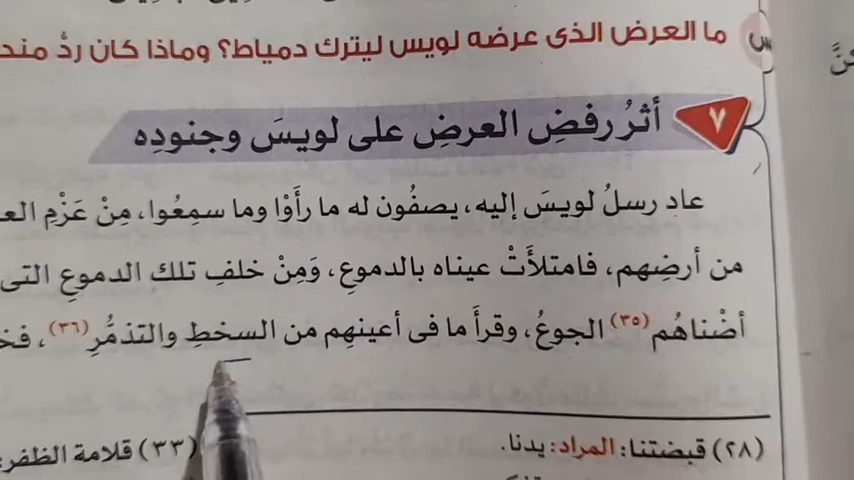 س ما العرض الذى عرضه لويس ليترك دمياط؟ وماذا كان ردُّ
٧ أثرُ رفضِ العرضِ على لويسَ وجنودِه
عاد رسلُ لويسَ إليه، يصفُون له ما رأَوْا وما سمِعُوا، مِنْ عَزْمِ
من أرضِهم، فامتلأَتْ عيناه بالدموعِ، وَمِنْ خلفِ تلك الدموعِ التى
أضْناهُم (٣٥) الجوعُ، وقرأَ ما فى أعينِهم من السخطِ والتذمُّرِ (٣٦)،
(٢٨) قبضتنا: المراد: يدنا.
(٣٣) قلامة الظفر: